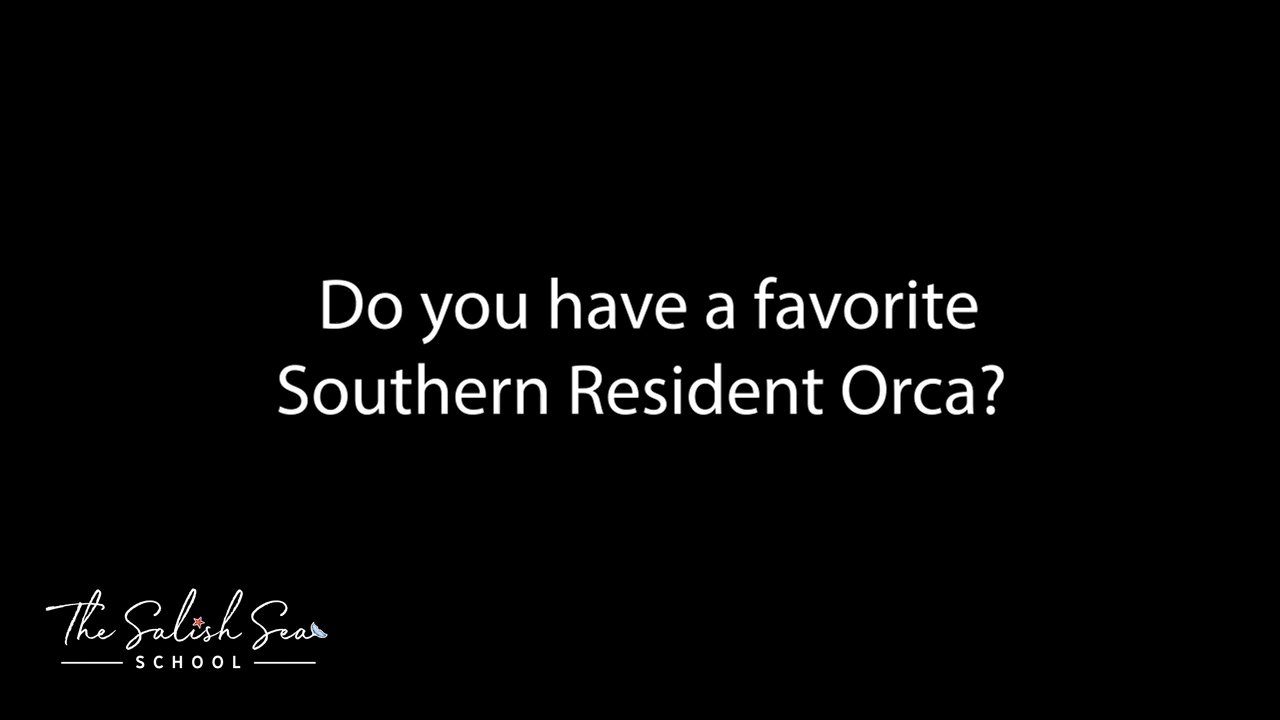 Do you have a favorite
Southern Resident Orca?
The Salish Sea
SCHOOL